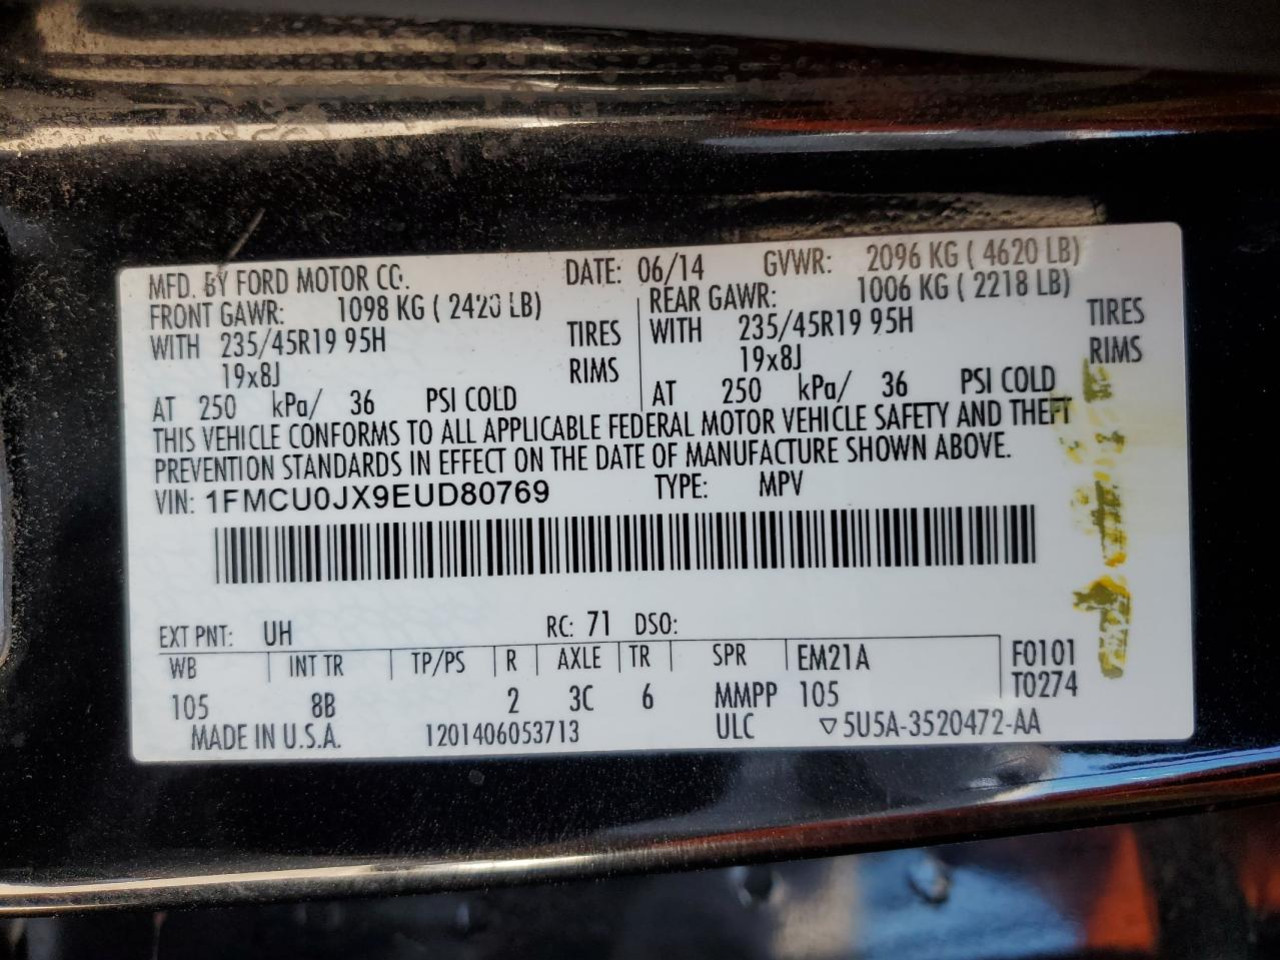 MFD. BY FORD MOTOR CO. DATE: 06/14 GVWR: 2096 KG ( 4620 LB)
FRONT GAWR: 1098 KG ( 2420 LB) REAR GAWR: 1006 KG ( 2218 LB)
WITH 235/45R19 95H TIRES WITH 235/45R19 95H TIRES
19x8J RIMS 19x8J RIMS
AT 250 kPa/ 36 PSI COLD AT 250 kPa/ 36 PSI COLD
THIS VEHICLE CONFORMS TO ALL APPLICABLE FEDERAL MOTOR VEHICLE SAFETY AND THEFT
PREVENTION STANDARDS IN EFFECT ON THE DATE OF MANUFACTURE SHOWN ABOVE.
VIN: 1FMCU0JX9EUD80769 TYPE: MPV
EXT PNT: UH RC: 71 DSO:
WB INT TR TP/PS R AXLE TR SPR EM21A F0101
105 8B 2 3C 6 MMPP 105 T0274
MADE IN U.S.A. 1201406053713 ULC ▽5U5A-3520472-AA